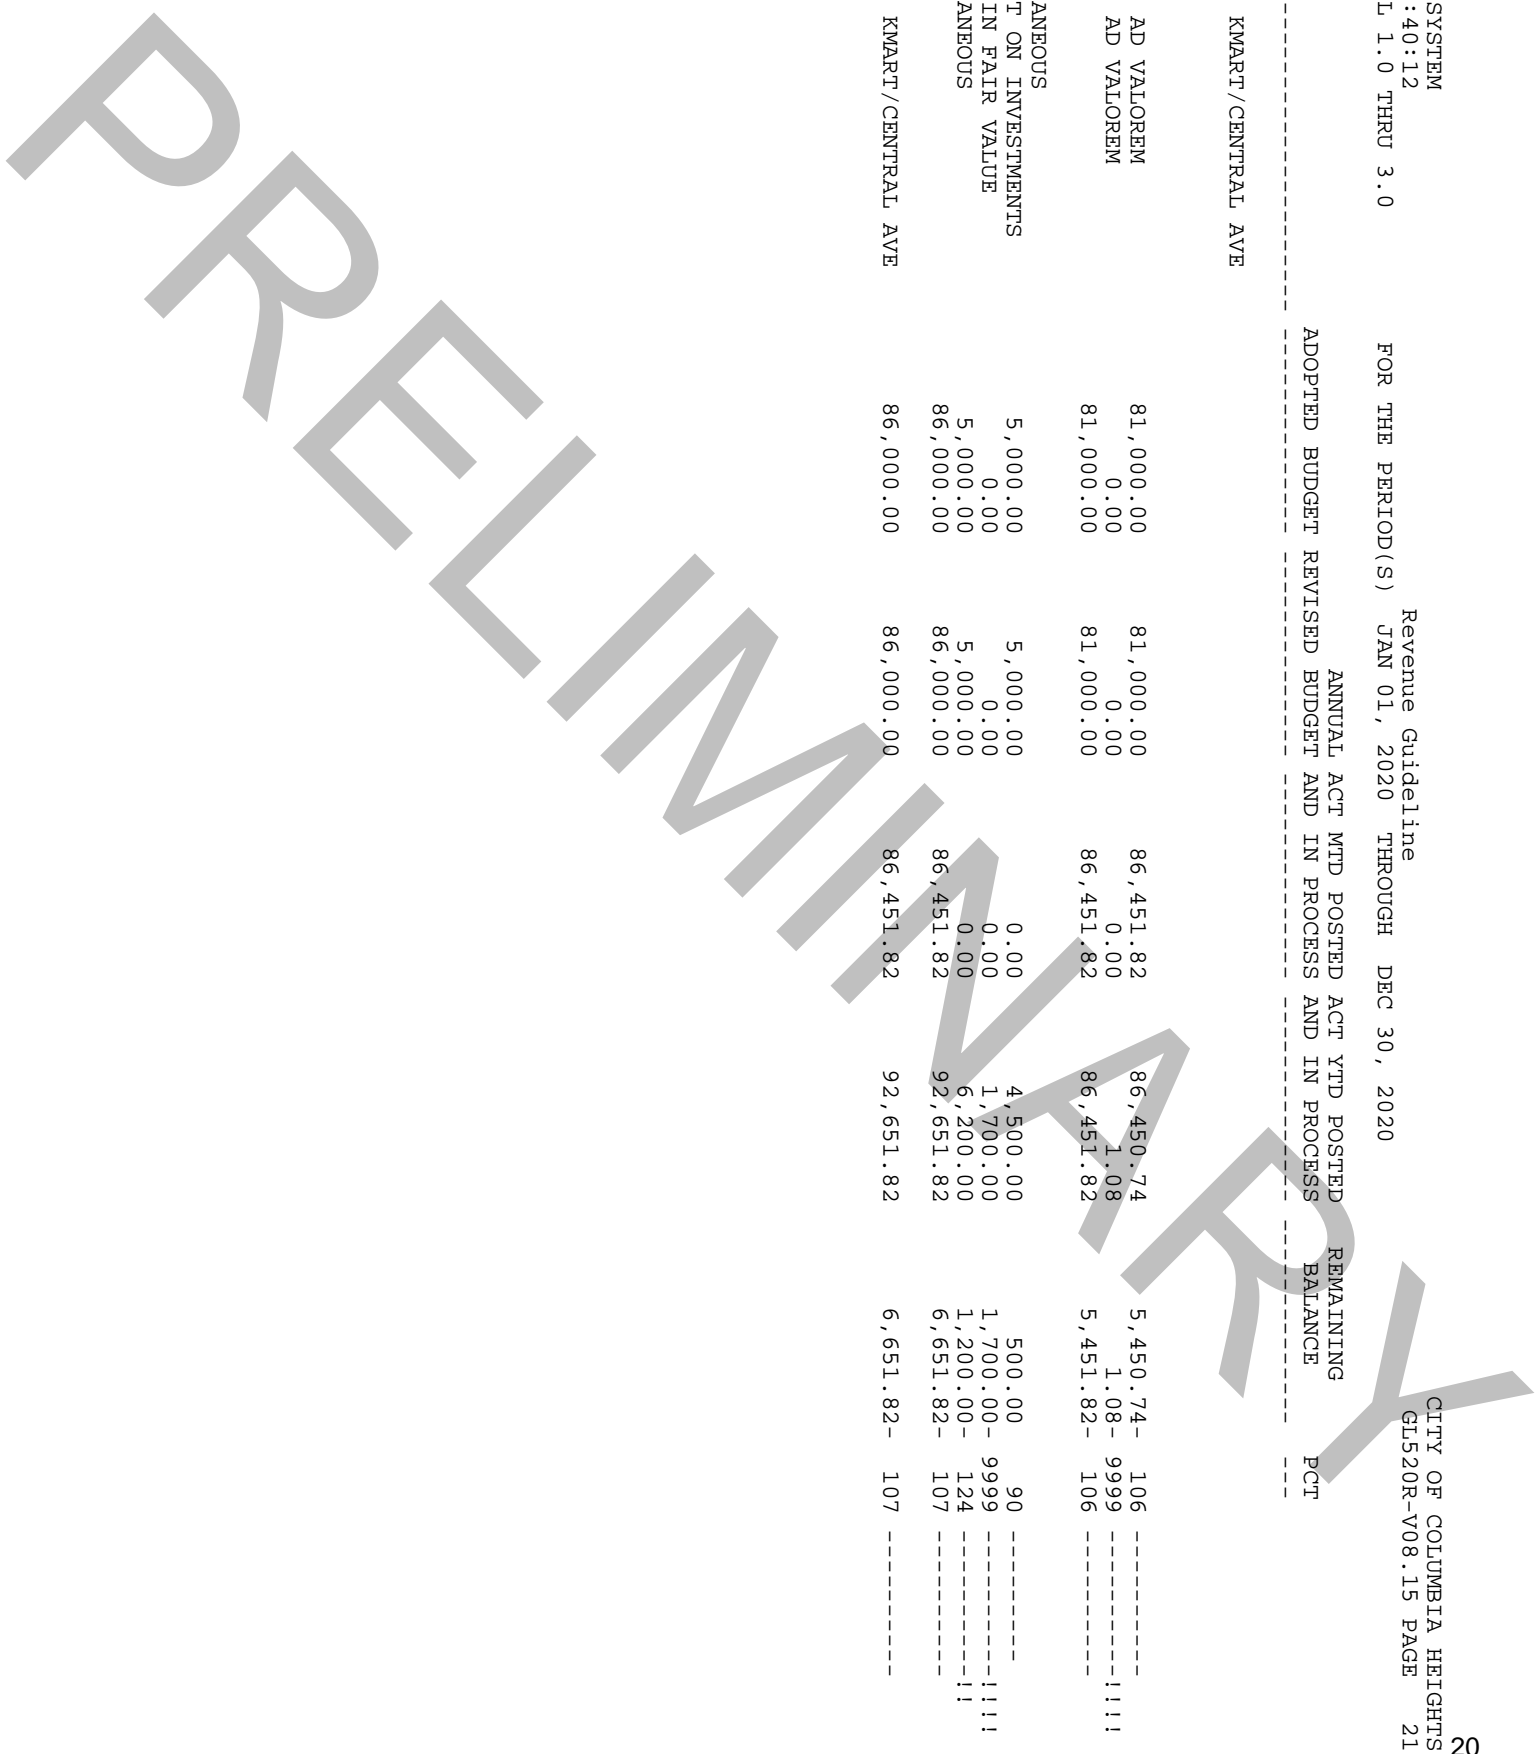 SYSTEM CITY OF COLUMBIA HEIGHTS
:40:12 Revenue Guideline GL520R-V08.15 PAGE 21
L 1.0 THRU 3.0 FOR THE PERIOD(S) JAN 01, 2020 THROUGH DEC 30, 2020
ANNUAL ACT MTD POSTED ACT YTD POSTED REMAINING
ADOPTED BUDGET REVISED BUDGET AND IN PROCESS AND IN PROCESS BALANCE PCT
KMART/CENTRAL AVE
AD VALOREM 81,000.00 81,000.00 86,451.82 86,450.74 5,450.74- 106 ----------
AD VALOREM 0.00 0.00 0.00 1.08 1.08- 9999 ----------!!!!
81,000.00 81,000.00 86,451.82 86,451.82 5,451.82- 106 ----------
ANEOUS
T ON INVESTMENTS 5,000.00 5,000.00 0.00 4,500.00 500.00 90 ---------
IN FAIR VALUE 0.00 0.00 0.00 1,700.00 1,700.00- 9999 ----------!!!!
ANEOUS 5,000.00 5,000.00 0.00 6,200.00 1,200.00- 124 ----------!!
86,000.00 86,000.00 86,451.82 92,651.82 6,651.82- 107 ----------
KMART/CENTRAL AVE 86,000.00 86,000.00 86,451.82 92,651.82 6,651.82- 107 ----------
PRELIMINARY
20